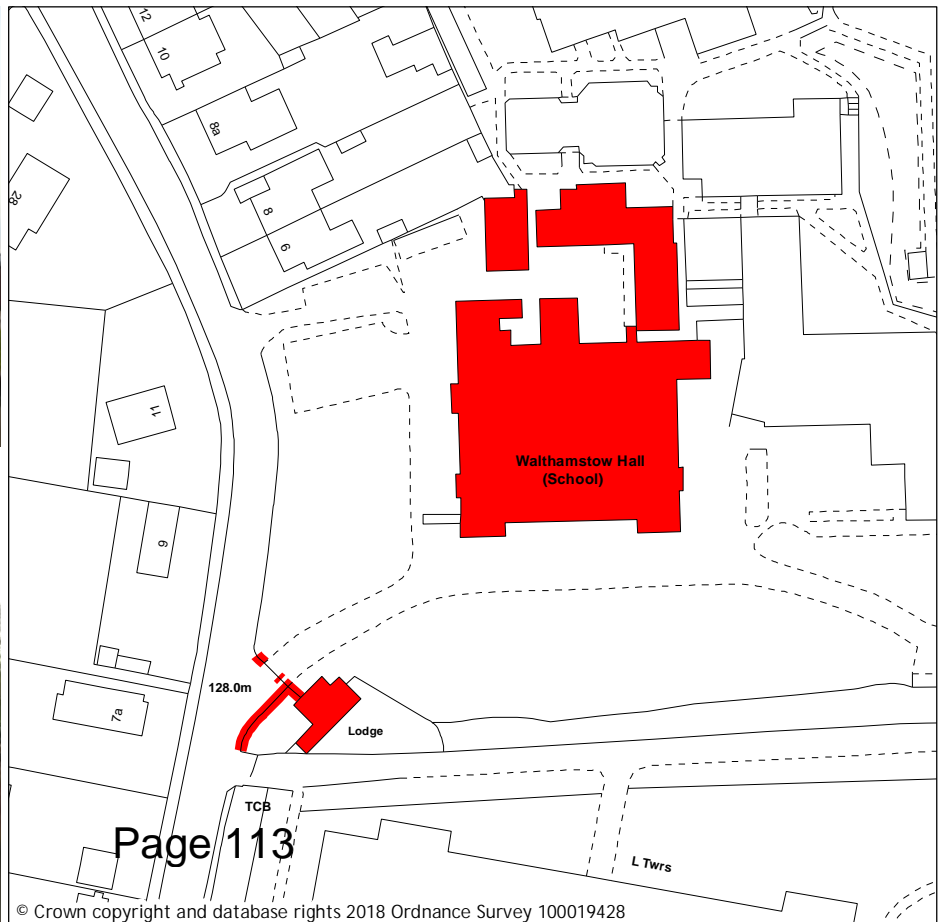 12
10
8a
28
8
6
11
Walthamstow Hall
(School)
9
128.0m
7a
Lodge
TCB
Page 113
L Twrs
© Crown copyright and database rights 2018 Ordnance Survey 100019428